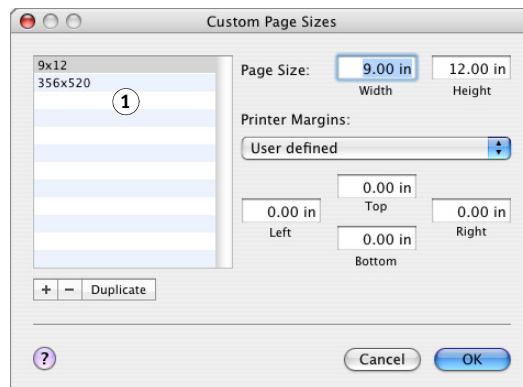 Custom Page Sizes
9x12
356x520
1
Page Size:
9.00 in
12.00 in
Width
Height
Printer Margins:
User defined
0.00 in
Top
0.00 in
0.00 in
Left
Right
0.00 in
Bottom
+ − Duplicate
?
Cancel
OK